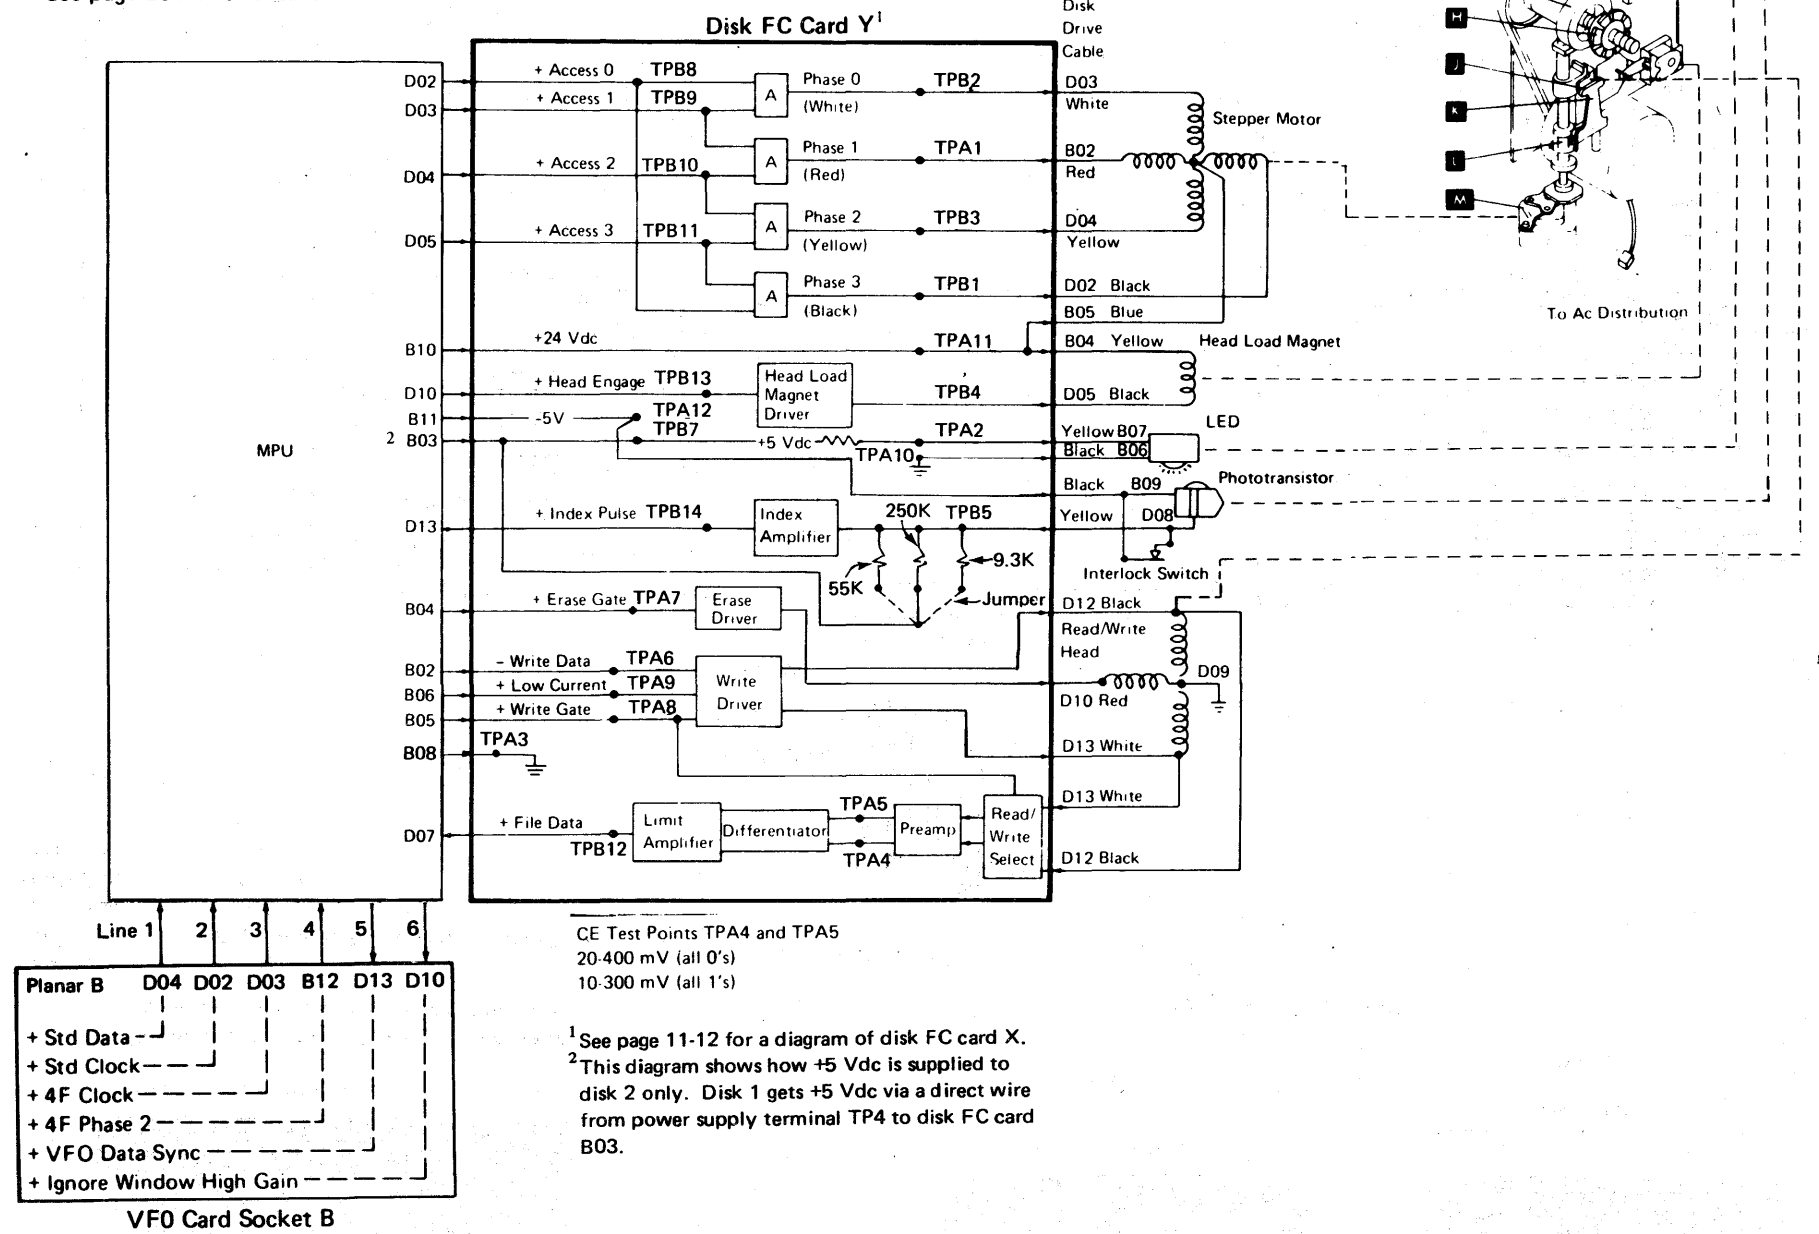 Disk FC Card Y1
Disk
Drive
Cable
H
J
K
L
M
D02 + Access 0 TPB8 A Phase 0 TPB2 D03
D03 + Access 1 TPB9 (White) White
Stepper Motor
A Phase 1 TPA1 B02
D04 + Access 2 TPB10 (Red) Red
A Phase 2 TPB3 D04
D05 + Access 3 TPB11 (Yellow) Yellow
A Phase 3 TPB1 D02 Black
(Black) B05 Blue
To Ac Distribution
B10 +24 Vdc TPA11 B04 Yellow Head Load Magnet
D10 + Head Engage TPB13 Head Load Magnet Driver TPB4 D05 Black
B11 -5V TPA12
2 B03 TPB7 +5 Vdc TPA2 Yellow B07 LED
TPA10 Black B06
MPU
Black B09 Phototransistor
D13 + Index Pulse TPB14 Index Amplifier 250K TPB5 Yellow D08
55K 9.3K Interlock Switch
Jumper
B04 + Erase Gate TPA7 Erase Driver D12 Black
Read/Write
Head
B02 – Write Data TPA6 Write Driver
B06 + Low Current TPA9 D10 Red D09
B05 + Write Gate TPA8
B08 TPA3 D13 White
D13 White
D07 + File Data TPB12 Limit Amplifier Differentiator TPA5 TPA4 Preamp Read/ Write Select
D12 Black
Line 1 2 3 4 5 6
Planar B D04 D02 D03 B12 D13 D10
+ Std Data
+ Std Clock
+ 4F Clock
+ 4F Phase 2
+ VFO Data Sync
+ Ignore Window High Gain
VF0 Card Socket B
CE Test Points TPA4 and TPA5
20-400 mV (all 0's)
10-300 mV (all 1's)
1See page 11-12 for a diagram of disk FC card X.
2This diagram shows how +5 Vdc is supplied to
disk 2 only. Disk 1 gets +5 Vdc via a direct wire
from power supply terminal TP4 to disk FC card
B03.